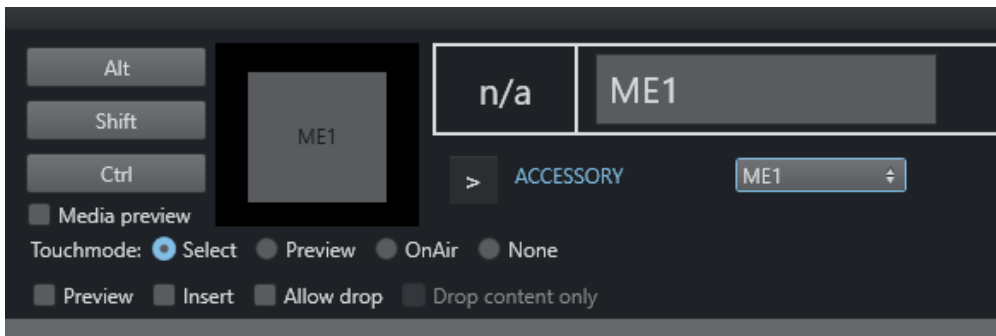 Alt
Shift
Ctrl
Media preview
ME1
n/a ME1
> ACCESSORY ME1
Touchmode: Select Preview OnAir None
Preview Insert Allow drop Drop content only